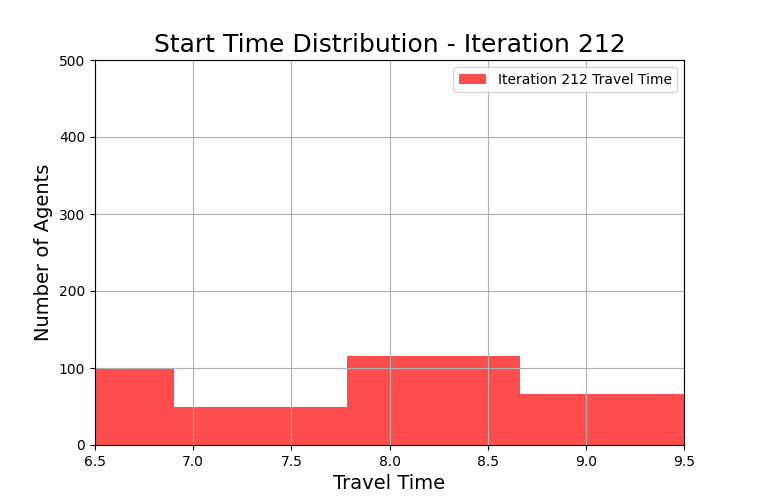 Start Time Distribution - Iteration 212
500
Iteration 212 Travel Time
400
300
200
100
0
Number of Agents
6.5 7.0 7.5 8.0 8.5 9.0 9.5
Travel Time